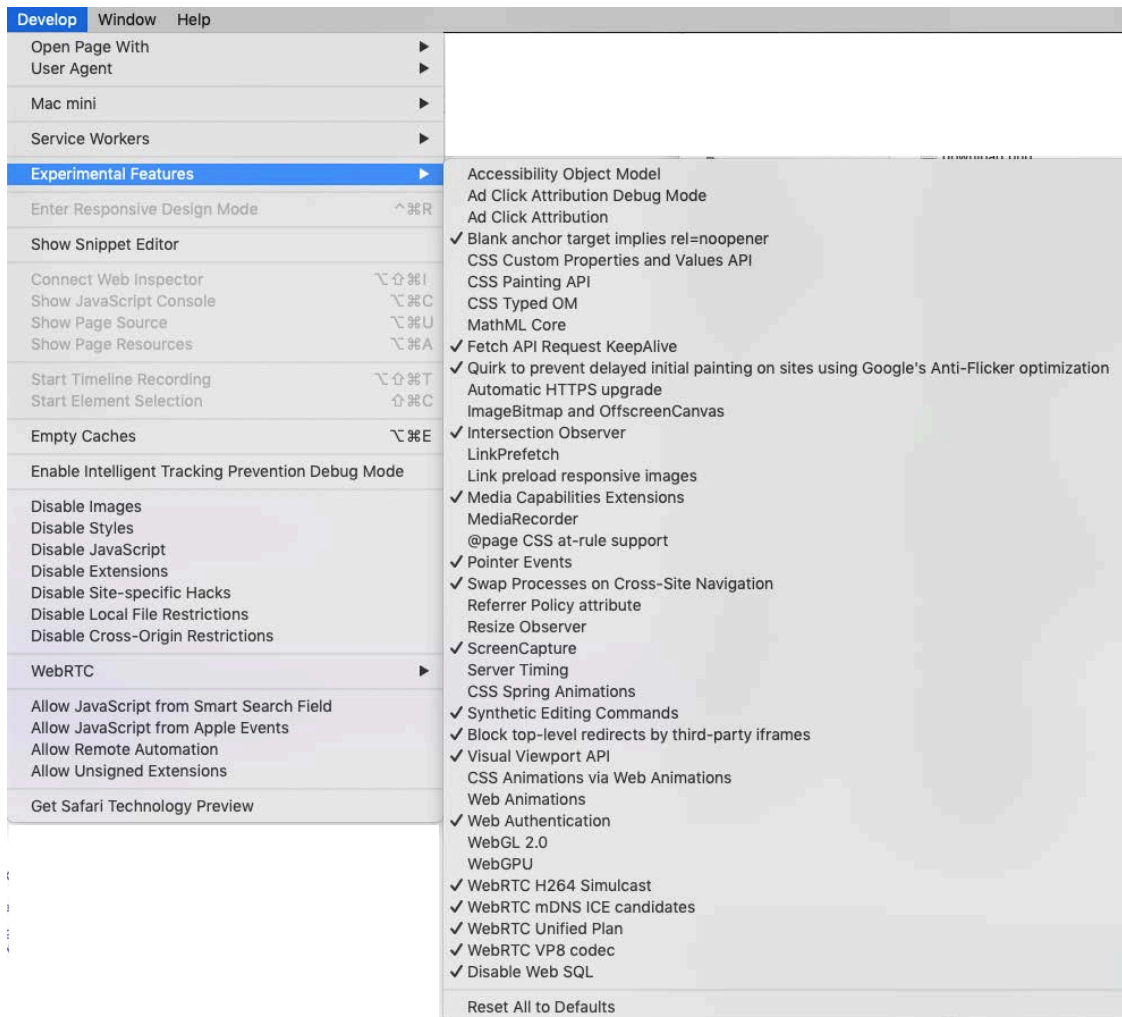 Develop Window Help
Open Page With ▶
User Agent ▶
Mac mini ▶
Service Workers ▶
Experimental Features ▶
Enter Responsive Design Mode ^⌘R
Show Snippet Editor
Connect Web Inspector ⌥⇧⌘I
Show JavaScript Console ⌥⌘C
Show Page Source ⌥⌘U
Show Page Resources ⌥⌘A
Start Timeline Recording ⌥⇧⌘T
Start Element Selection ⇧⌘C
Empty Caches ⌥⌘E
Enable Intelligent Tracking Prevention Debug Mode
Disable Images
Disable Styles
Disable JavaScript
Disable Extensions
Disable Site-specific Hacks
Disable Local File Restrictions
Disable Cross-Origin Restrictions
WebRTC ▶
Allow JavaScript from Smart Search Field
Allow JavaScript from Apple Events
Allow Remote Automation
Allow Unsigned Extensions
Get Safari Technology Preview
Accessibility Object Model
Ad Click Attribution Debug Mode
Ad Click Attribution
✓ Blank anchor target implies rel=noopener
CSS Custom Properties and Values API
CSS Painting API
CSS Typed OM
MathML Core
✓ Fetch API Request KeepAlive
✓ Quirk to prevent delayed initial painting on sites using Google's Anti-Flicker optimization
Automatic HTTPS upgrade
ImageBitmap and OffscreenCanvas
✓ Intersection Observer
LinkPrefetch
Link preload responsive images
✓ Media Capabilities Extensions
MediaRecorder
@page CSS at-rule support
✓ Pointer Events
✓ Swap Processes on Cross-Site Navigation
Referrer Policy attribute
Resize Observer
✓ ScreenCapture
Server Timing
CSS Spring Animations
✓ Synthetic Editing Commands
✓ Block top-level redirects by third-party iframes
✓ Visual Viewport API
CSS Animations via Web Animations
Web Animations
✓ Web Authentication
WebGL 2.0
WebGPU
✓ WebRTC H264 Simulcast
✓ WebRTC mDNS ICE candidates
✓ WebRTC Unified Plan
✓ WebRTC VP8 codec
✓ Disable Web SQL
Reset All to Defaults